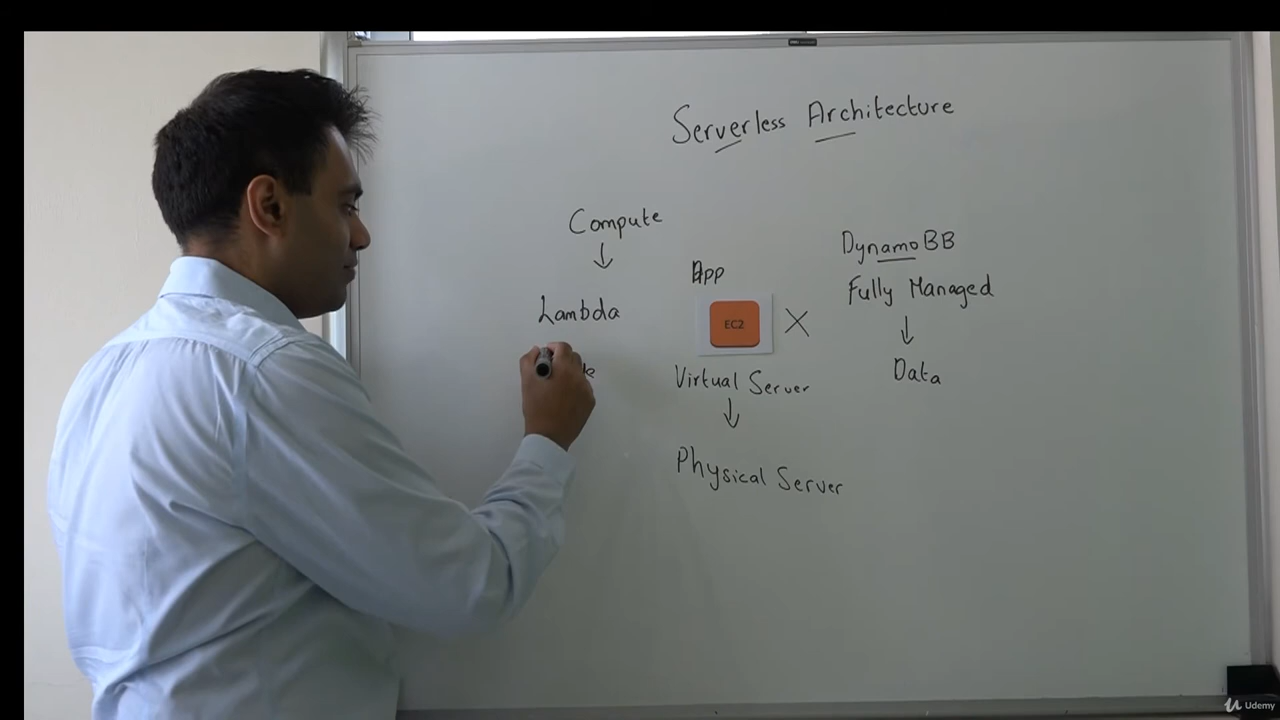 Serverless Architecture
Compute
Lambda
App
EC2
Virtual Server
Physical Server
DynamoBB
Fully Managed
Data
Udemy